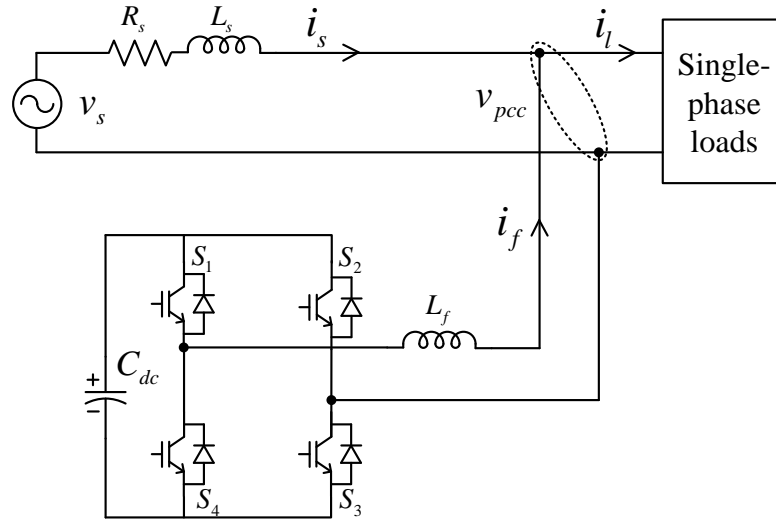 R_s
L_s
i_s
i_l
v_s
v_pcc
Single-
phase
loads
i_f
S_1
S_2
L_f
C_dc
+
−
S_4
S_3